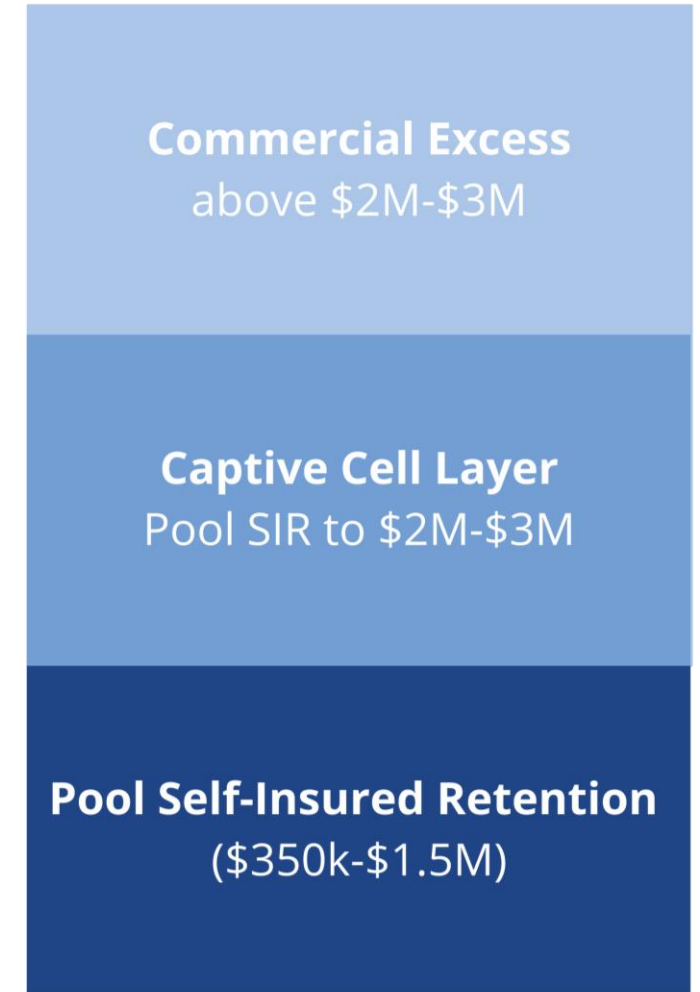 Commercial Excess
above $2M-$3M
Captive Cell Layer
Pool SIR to $2M-$3M
Pool Self-Insured Retention
($350k-$1.5M)